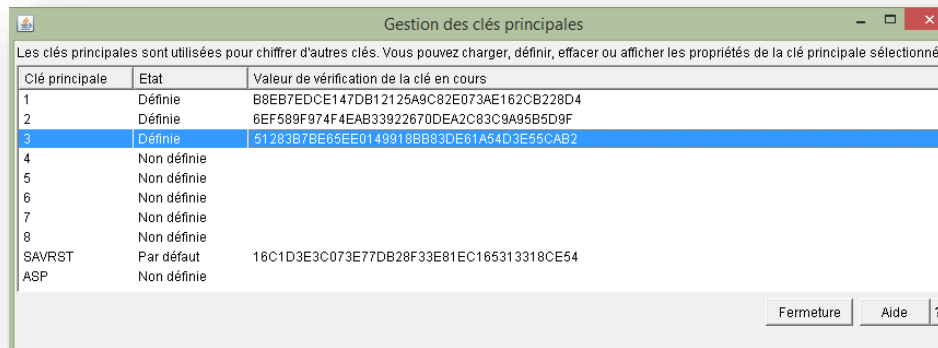 Gestion des clés principales
Les clés principales sont utilisées pour chiffrer d'autres clés. Vous pouvez charger, définir, effacer ou afficher les propriétés de la clé principale sélectionné
Clé principale Etat Valeur de vérification de la clé en cours
1 Définie B8EB7EDCE147DB12125A9C82E073AE162CB228D4
2 Définie 6EF589F974F4EAB33922670DEA2C83C9A95B5D9F
3 Définie 51283B7BE65EE0149918BB83DE61A54D3E55CAB2
4 Non définie
5 Non définie
6 Non définie
7 Non définie
8 Non définie
SAVRST Par défaut 16C1D3E3C073E77DB28F33E81EC165313318CE54
ASP Non définie
Fermeture Aide ?